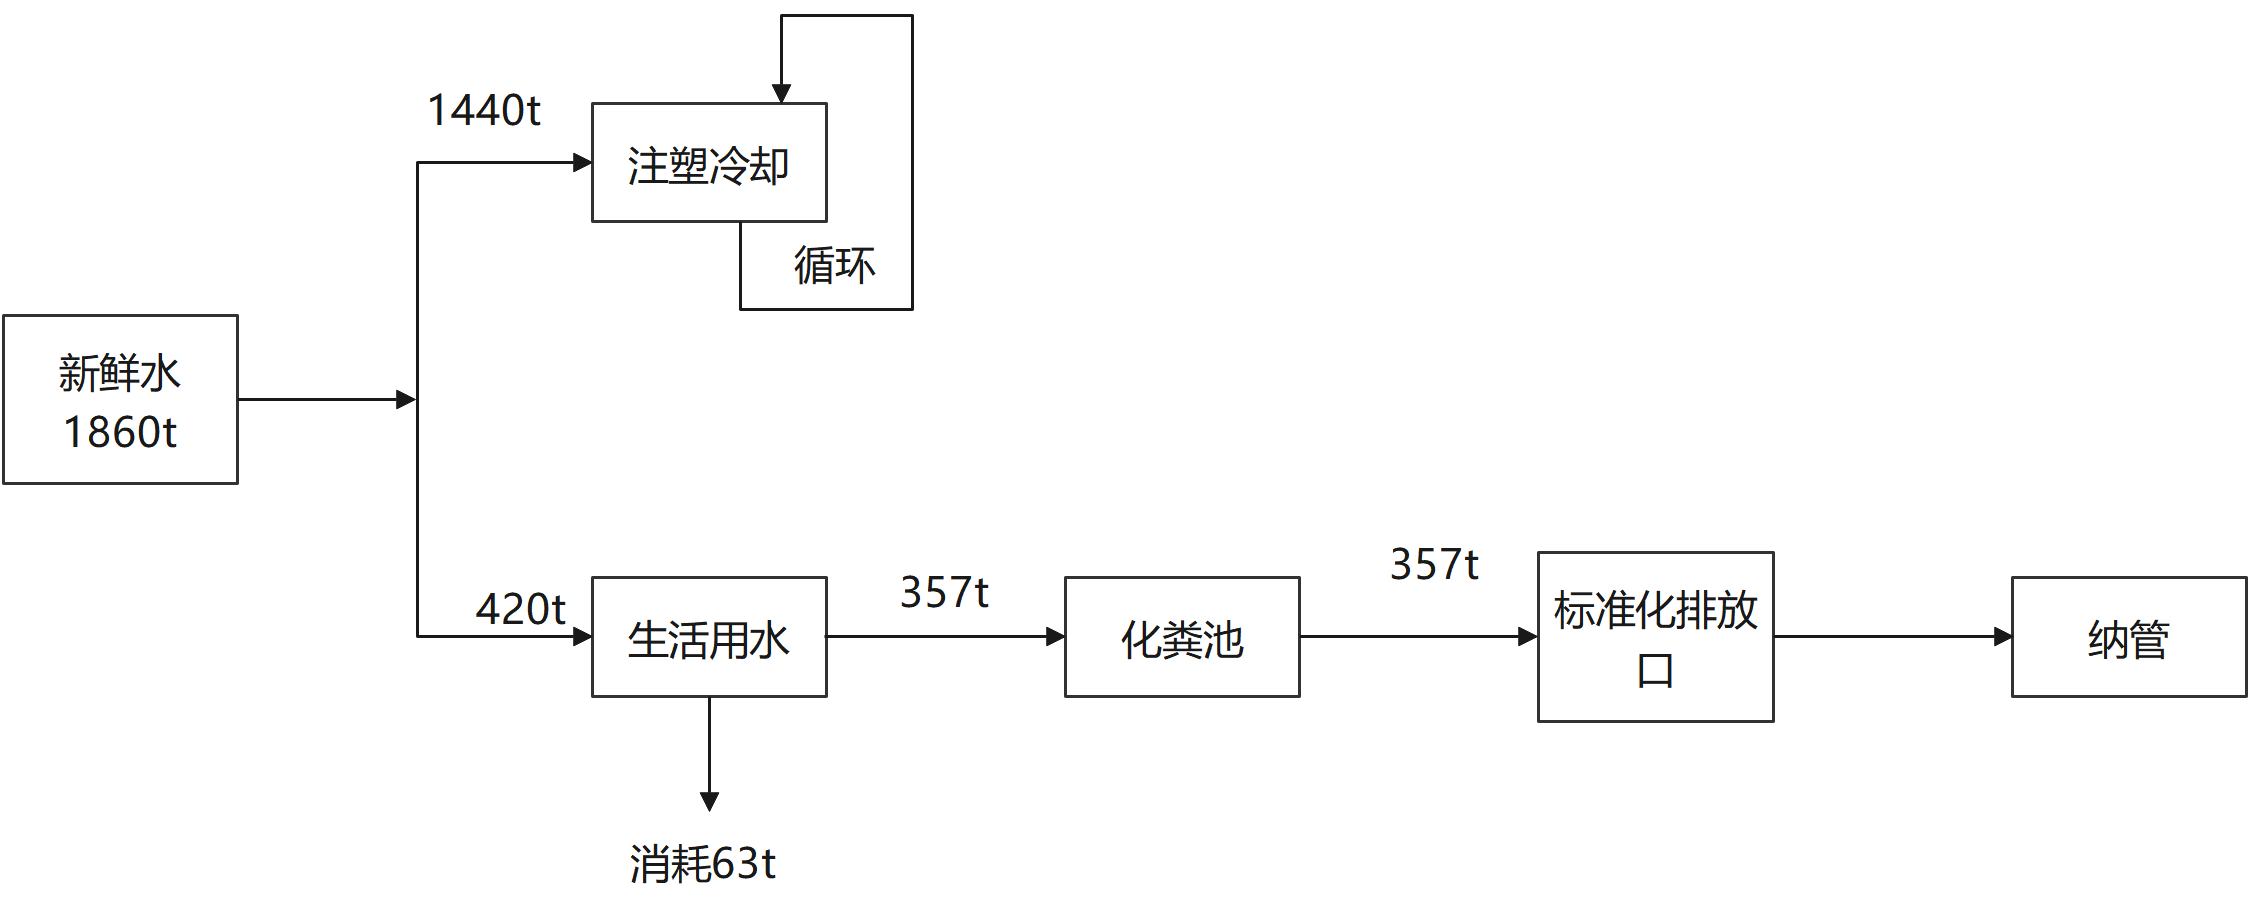 1440t
注塑冷却
循环
新鲜水
1860t
420t
生活用水
357t
化粪池
357t
标准化排放
口
纳管
消耗63t